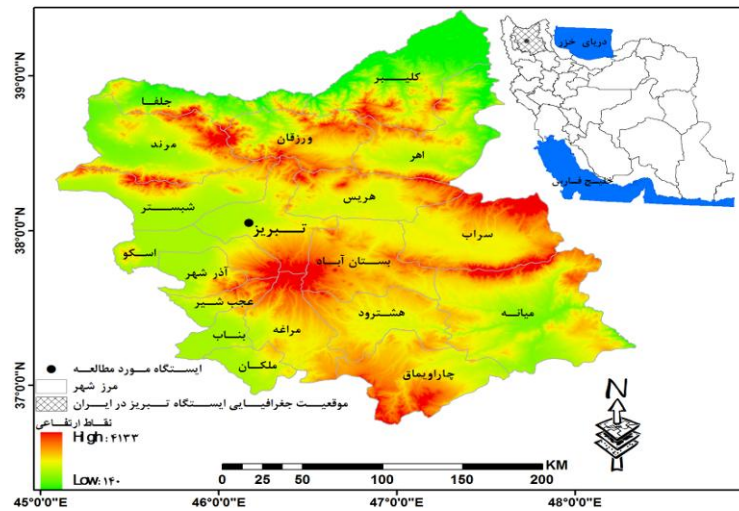 دریای خزر
خلیج فارس
39°0'0"N
38°0'0"N
37°0'0"N
کلیبر
جلفا
ورزقان
مرند
اهر
هریس
شبستر
تبریز
سراب
اسکو
بستان آباد
آذر شهر
عجب شیر
هشترود
میانه
مراغه
بناب
ملکان
چاراویماق
ایستگاه مورد مطالعه
مرز شهر
موقعیت جغرافیایی ایستگاه تبریز در ایران
نقاط ارتفاعی
High: ۴۱۳۳
Low: ۱۴۰
N
KM
0 12.5 25 50 100 150 200
45°0'0"E 46°0'0"E 47°0'0"E 48°0'0"E